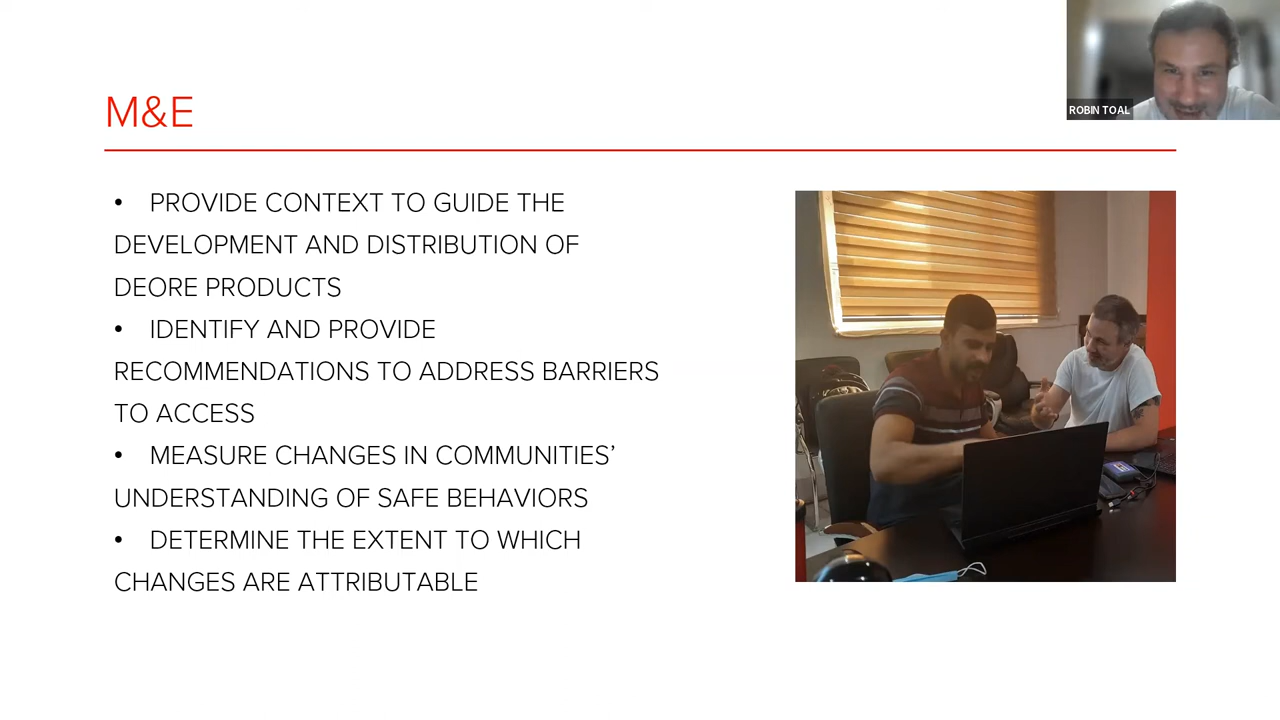 M&E
ROBIN TOAL
• PROVIDE CONTEXT TO GUIDE THE
DEVELOPMENT AND DISTRIBUTION OF
DEORE PRODUCTS
• IDENTIFY AND PROVIDE
RECOMMENDATIONS TO ADDRESS BARRIERS
TO ACCESS
• MEASURE CHANGES IN COMMUNITIES’
UNDERSTANDING OF SAFE BEHAVIORS
• DETERMINE THE EXTENT TO WHICH
CHANGES ARE ATTRIBUTABLE